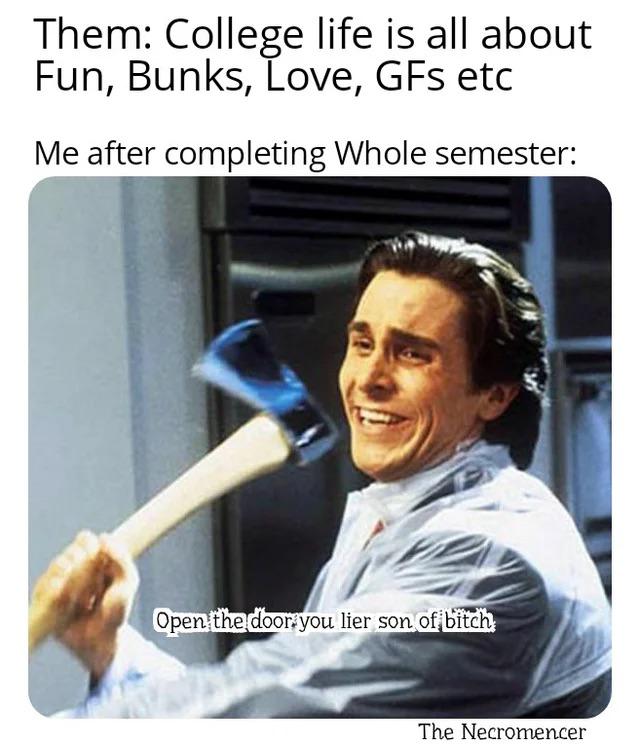 Them: College life is all about
Fun, Bunks, Love, GFs etc
Me after completing Whole semester:
Open the door you lier son of bitch
The Necromencer